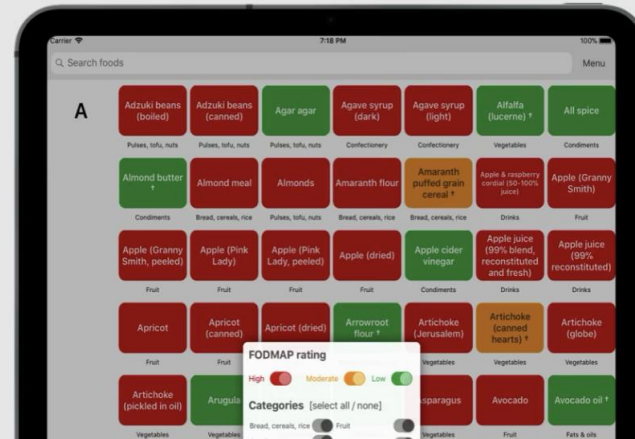 Carrier 7:18 PM 100%
Search foods Menu
A
Adzuki beans (boiled)
Adzuki beans (canned)
Agar agar
Agave syrup (dark)
Agave syrup (light)
Alfalfa (lucerne) †
All spice
Pulses, tofu, nuts Pulses, tofu, nuts Pulses, tofu, nuts Confectionery Confectionery Vegetables Condiments
Almond butter †
Almond meal
Almonds
Amaranth flour
Amaranth puffed grain cereal †
Apple & raspberry cordial (50-100% juice)
Apple (Granny Smith)
Condiments Bread, cereals, rice Pulses, tofu, nuts Bread, cereals, rice Bread, cereals, rice Drinks Fruit
Apple (Granny Smith, peeled)
Apple (Pink Lady)
Apple (Pink Lady, peeled)
Apple (dried)
Apple cider vinegar
Apple juice (99% blend, reconstituted and fresh)
Apple juice (99% reconstituted)
Fruit Fruit Fruit Fruit Condiments Drinks Drinks
Apricot
Apricot (canned)
Apricot (dried)
Arrowroot flour †
Artichoke (Jerusalem)
Artichoke (canned hearts) †
Artichoke (globe)
Fruit Fruit Vegetables Vegetables Vegetables
FODMAP rating
High Moderate Low
Categories [select all / none]
Bread, cereals, rice Fruit
Artichoke (pickled in oil)
Arugula
Asparagus
Avocado
Avocado oil †
Vegetables Vegetables Vegetables Fruit Fats & oils